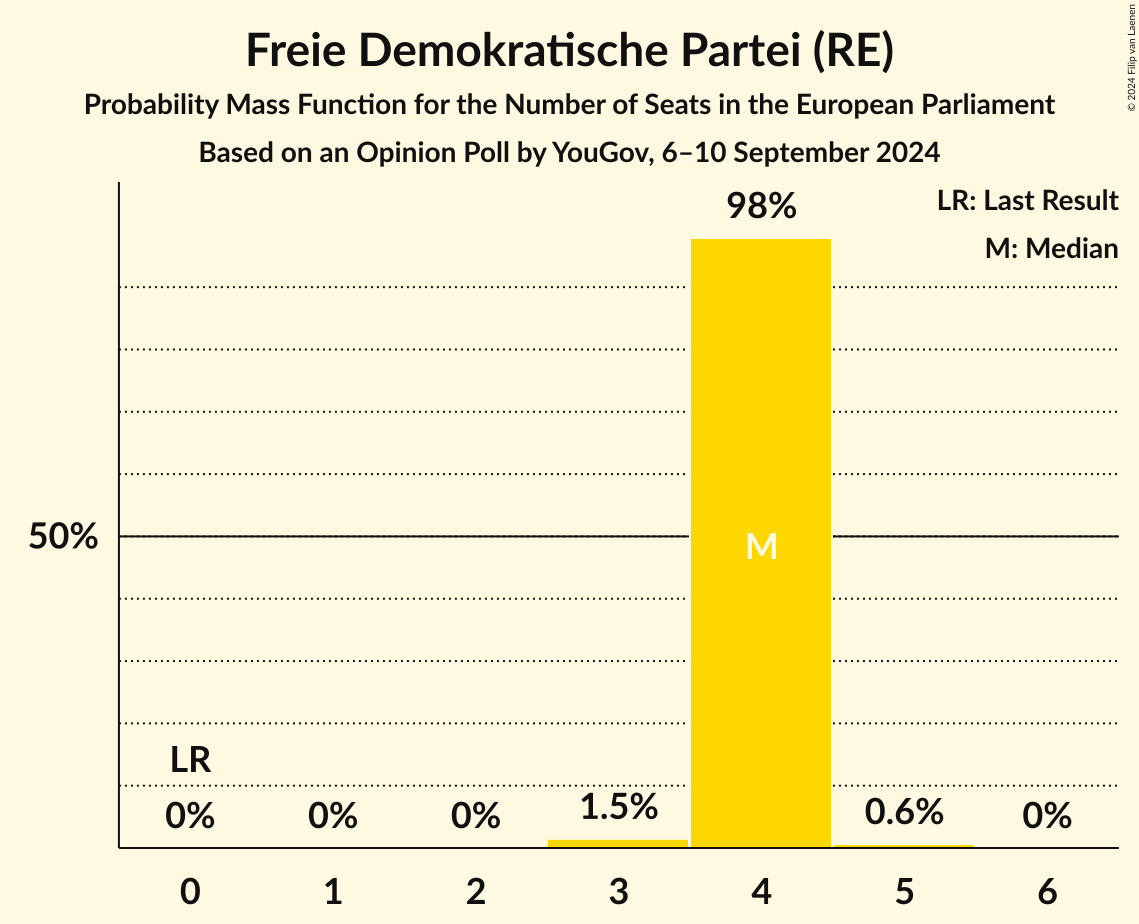 Freie Demokratische Partei (RE)
Probability Mass Function for the Number of Seats in the European Parliament
Based on an Opinion Poll by YouGov, 6–10 September 2024
© 2024 Filip van Laenen
LR: Last Result
M: Median
98%
50%
M
LR
0%
0%
0%
1.5%
0.6%
0%
0
1
2
3
4
5
6